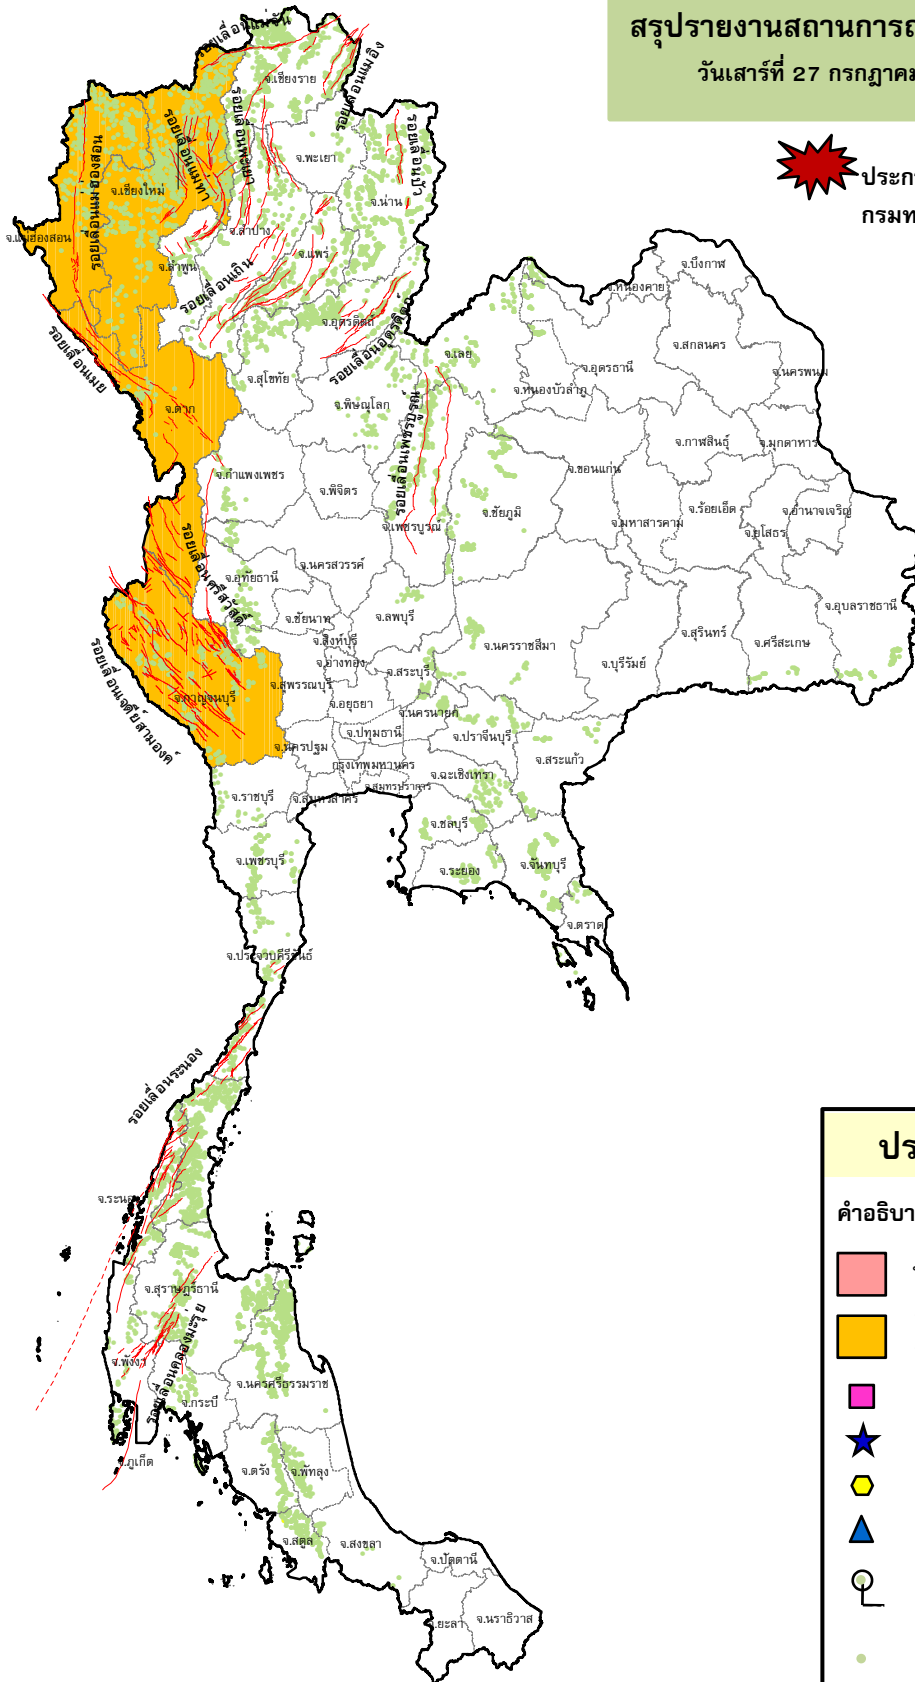 สรุปรายงานสถานการณ์
วันเสาร์ที่ 27 กรกฎาคม
ประกา
กรมท
รอยเลื่อนแม่จัน
จ.เชียงราย
รอยเลื่อนแม่อิง
รอยเลื่อนแม่ฮ่องสอน
รอยเลื่อนแม่ทา
รอยเลื่อนพะเยา
รอยเลื่อนปัว
จ.พะเยา
จ.เชียงใหม่
จ.น่าน
จ.แม่ฮ่องสอน
จ.ลำปาง
จ.ลำพูน
จ.แพร่
รอยเลื่อนเถิน
จ.บึงกาฬ
จ.หนองคาย
จ.อุตรดิตถ์
รอยเลื่อนอุตรดิตถ์
รอยเลื่อนเมย
จ.เลย
จ.อุดรธานี
จ.สกลนคร
จ.นครพนม
จ.สุโขทัย
จ.หนองบัวลำภู
จ.ตาก
จ.พิษณุโลก
รอยเลื่อนเพชรบูรณ์
จ.กำแพงเพชร
จ.พิจิตร
จ.ขอนแก่น
จ.กาฬสินธุ์
จ.มุกดาหาร
จ.เพชรบูรณ์
จ.ชัยภูมิ
จ.มหาสารคาม
จ.ร้อยเอ็ด
จ.ยโสธร
จ.อำนาจเจริญ
รอยเลื่อนศรีสวัสดิ์
จ.อุทัยธานี
จ.นครสวรรค์
จ.ชัยนาท
จ.ลพบุรี
จ.สิงห์บุรี
จ.นครราชสีมา
จ.บุรีรัมย์
จ.สุรินทร์
จ.ศรีสะเกษ
จ.อุบลราชธานี
รอยเลื่อนเจดีย์สามองค์
จ.กาญจนบุรี
จ.สุพรรณบุรี
จ.อ่างทอง
จ.สระบุรี
จ.อยุธยา
จ.นครนายก
จ.ปทุมธานี
จ.ปราจีนบุรี
จ.นครปฐม
กรุงเทพมหานคร
จ.ฉะเชิงเทรา
จ.สระแก้ว
จ.ราชบุรี
จ.สมุทรสาคร
จ.สมุทรปราการ
จ.ชลบุรี
จ.เพชรบุรี
จ.ระยอง
จ.จันทบุรี
จ.ตราด
จ.ประจวบคีรีขันธ์
รอยเลื่อนระนอง
จ.ระนอง
จ.สุราษฎร์ธานี
รอยเลื่อนคลองมะรุ่ย
จ.พังงา
จ.กระบี่
จ.นครศรีธรรมราช
จ.ภูเก็ต
จ.ตรัง
จ.พัทลุง
จ.สตูล
จ.สงขลา
จ.ปัตตานี
จ.ยะลา
จ.นราธิวาส
ประ
คำอธิบา